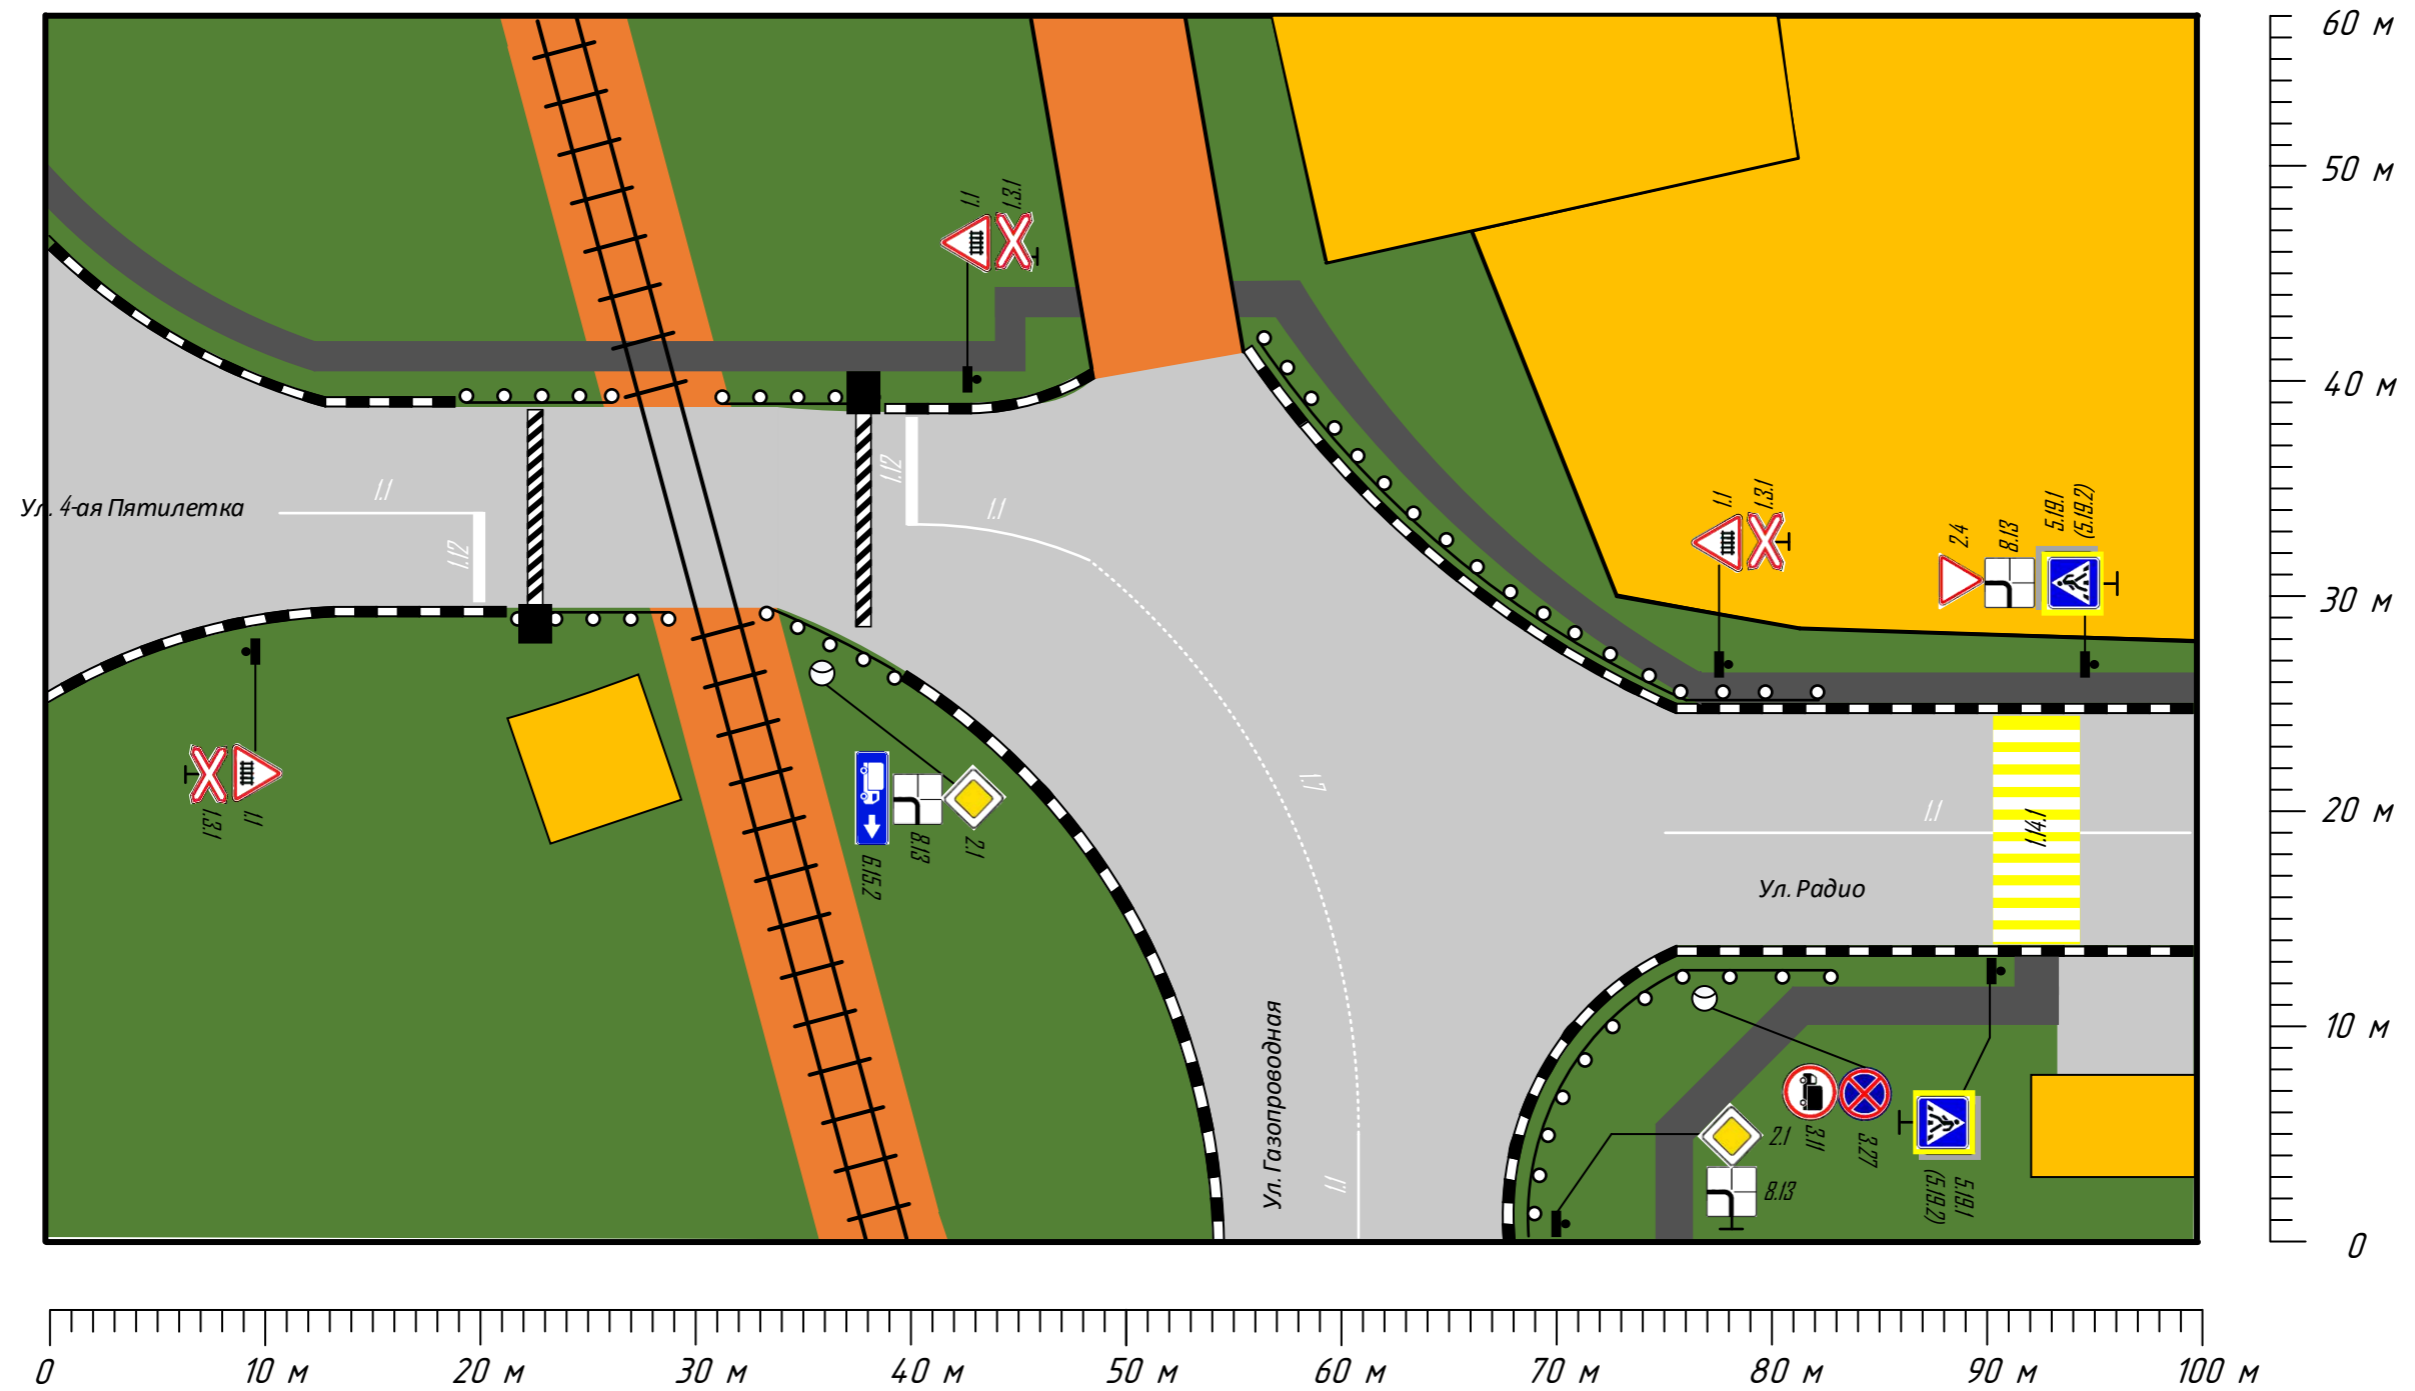 60 м
50 м
1.1
1.3.1
40 м
1.12
1.1
Ул. 4-ая Пятилетка
1.12
1.1
1.1
1.3.1
2.4
8.13
5.19.1
(5.19.2)
30 м
1.3.1
1.1
6.15.2
8.13
2.1
1.7
1.1
1.14.1
20 м
Ул. Радио
10 м
Ул. Газопроводная
1.1
2.1
8.13
3.11
3.27
(5.19.2)
5.19.1
0
0
10 м
20 м
30 м
40 м
50 м
60 м
70 м
80 м
90 м
100 м